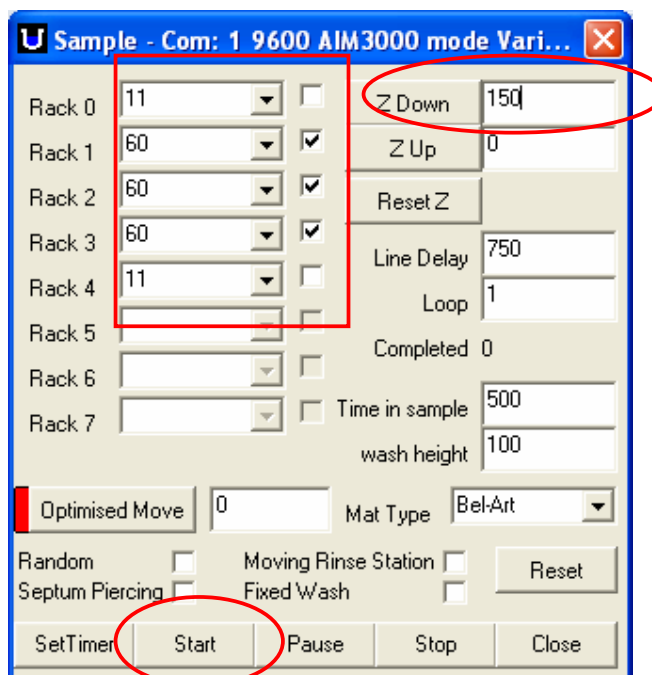 U Sample - Com: 1 9600 AIM3000 mode Vari...
Rack 0 11 Z Down 150
Rack 1 60 Z Up 0
Rack 2 60 Reset Z
Rack 3 60 Line Delay 750
Rack 4 11 Loop 1
Rack 5 Completed 0
Rack 6 Time in sample 500
Rack 7 wash height 100
Optimised Move 0 Mat Type Bel-Art
Random Moving Rinse Station Reset
Septum Piercing Fixed Wash
SetTimer Start Pause Stop Close